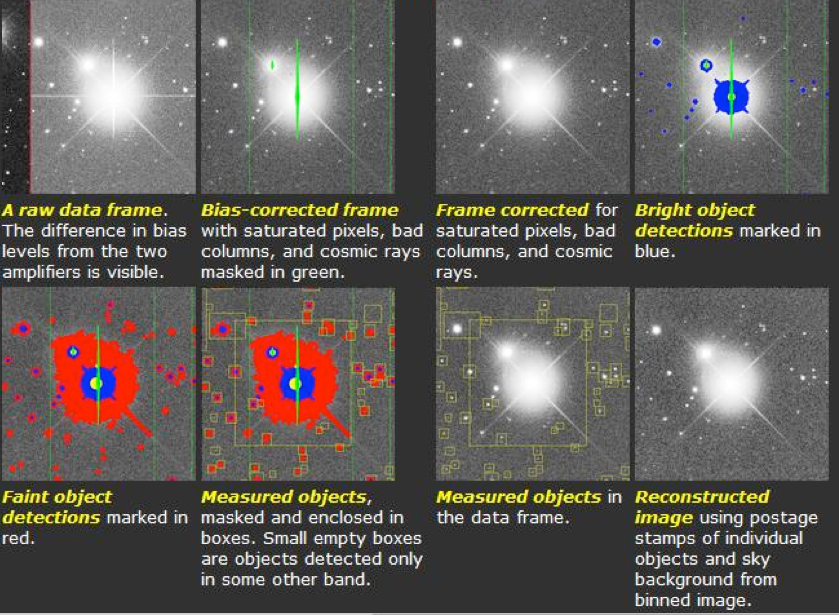 A raw data frame.
The difference in bias
levels from the two
amplifiers is visible.
Bias-corrected frame
with saturated pixels, bad
columns, and cosmic rays
masked in green.
Frame corrected for
saturated pixels, bad
columns, and cosmic
rays.
Bright object
detections marked in
blue.
Faint object
detections marked in
red.
Measured objects,
masked and enclosed in
boxes. Small empty boxes
are objects detected only
in some other band.
Measured objects in
the data frame.
Reconstructed
image using postage
stamps of individual
objects and sky
background from
binned image.